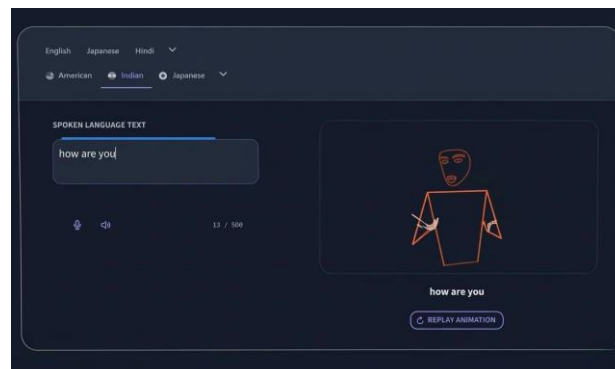 English Japanese Hindi
American Indian Japanese
SPOKEN LANGUAGE TEXT
how are you
13 / 500
how are you
REPLAY ANIMATION